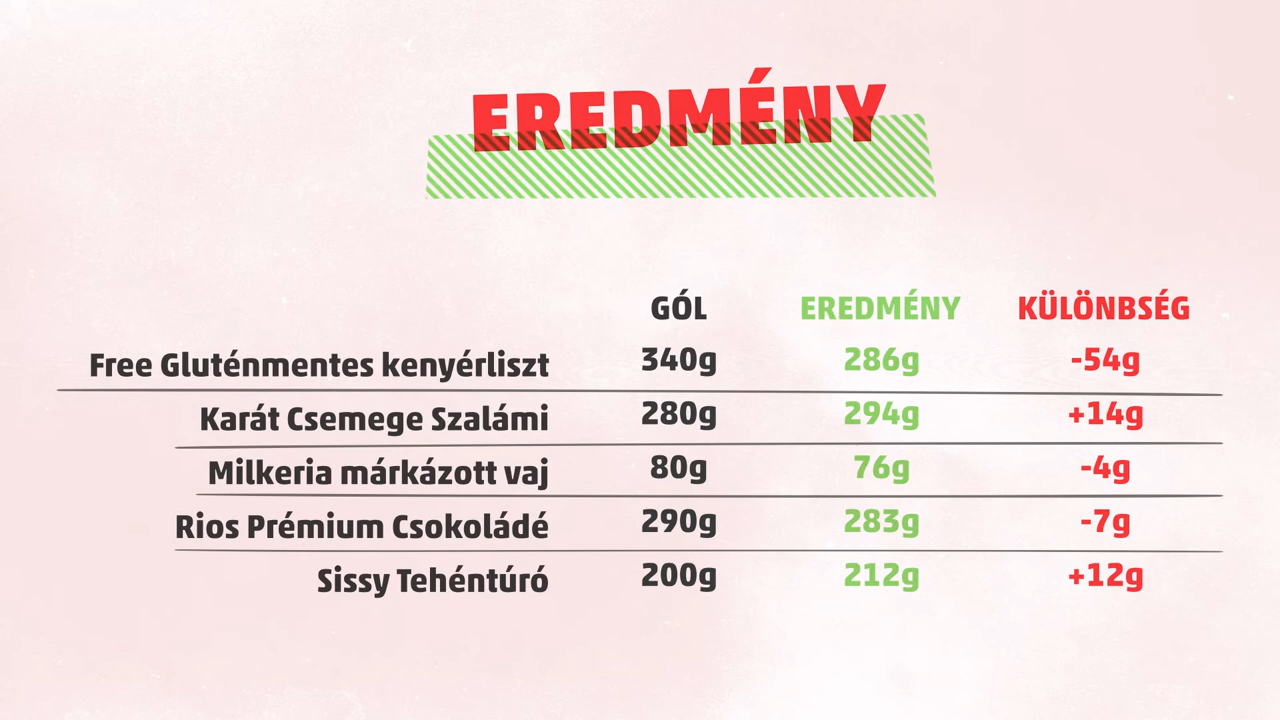 EREDMÉNY
GÓL EREDMÉNY KÜLÖNBSÉG
Free Gluténmentes kenyérliszt 340g 286g -54g
Karát Csemege Szalámi 280g 294g +14g
Milkeria márkázott vaj 80g 76g -4g
Rios Prémium Csokoládé 290g 283g -7g
Sissy Tehéntúró 200g 212g +12g